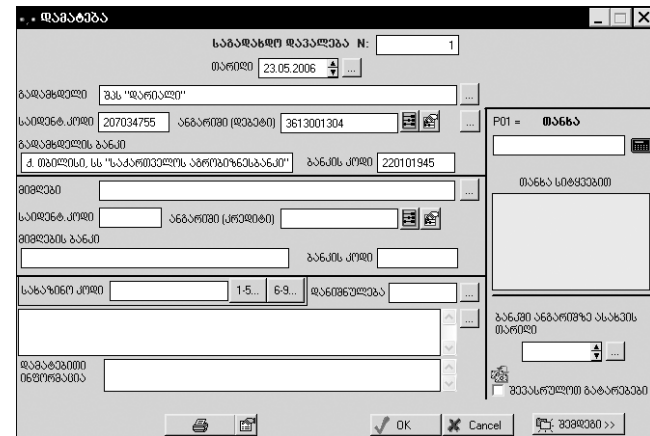 დამატება
საგადახდო დავალება N: 1
თარიღი 23.05.2006 ...
გადამხდელი შპს "დარიალი" ...
საიდენტ.კოდი 207034755 ანგარიში (დებეტი) 3613001304 ...
გადამხდელის ბანკი
ქ. თბილისი, სს "საქართველოს აგრობიზნესბანკი" ბანკის კოდი 220101945
P01 = თანხა
თანხა სიტყვებით
მიმღები ...
საიდენტ.კოდი ანგარიში (კრედიტი)
მიმღების ბანკი
ბანკის კოდი
სახაზინო კოდი 1-5... 6-9... დანიშნულება ...
...
დამატებითი
ინფორმაცია
ბანკში ანგარიშზე ასახვის
თარიღი
...
შევასრულოთ გატარებები
OK Cancel შემდეგი >>